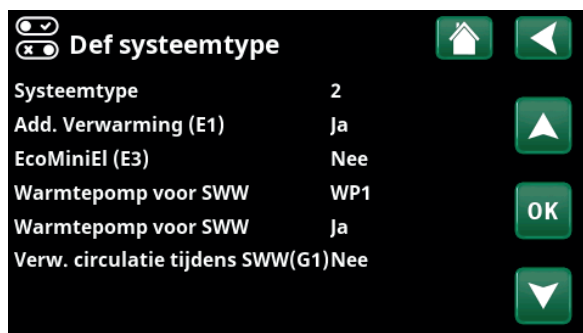 Def systeemtype
Systeemtype 2
Add. Verwarming (E1) Ja
EcoMiniEl (E3) Nee
Warmtepomp voor SWW WP1
Warmtepomp voor SWW Ja
Verw. circulatie tijdens SWW(G1)Nee
OK